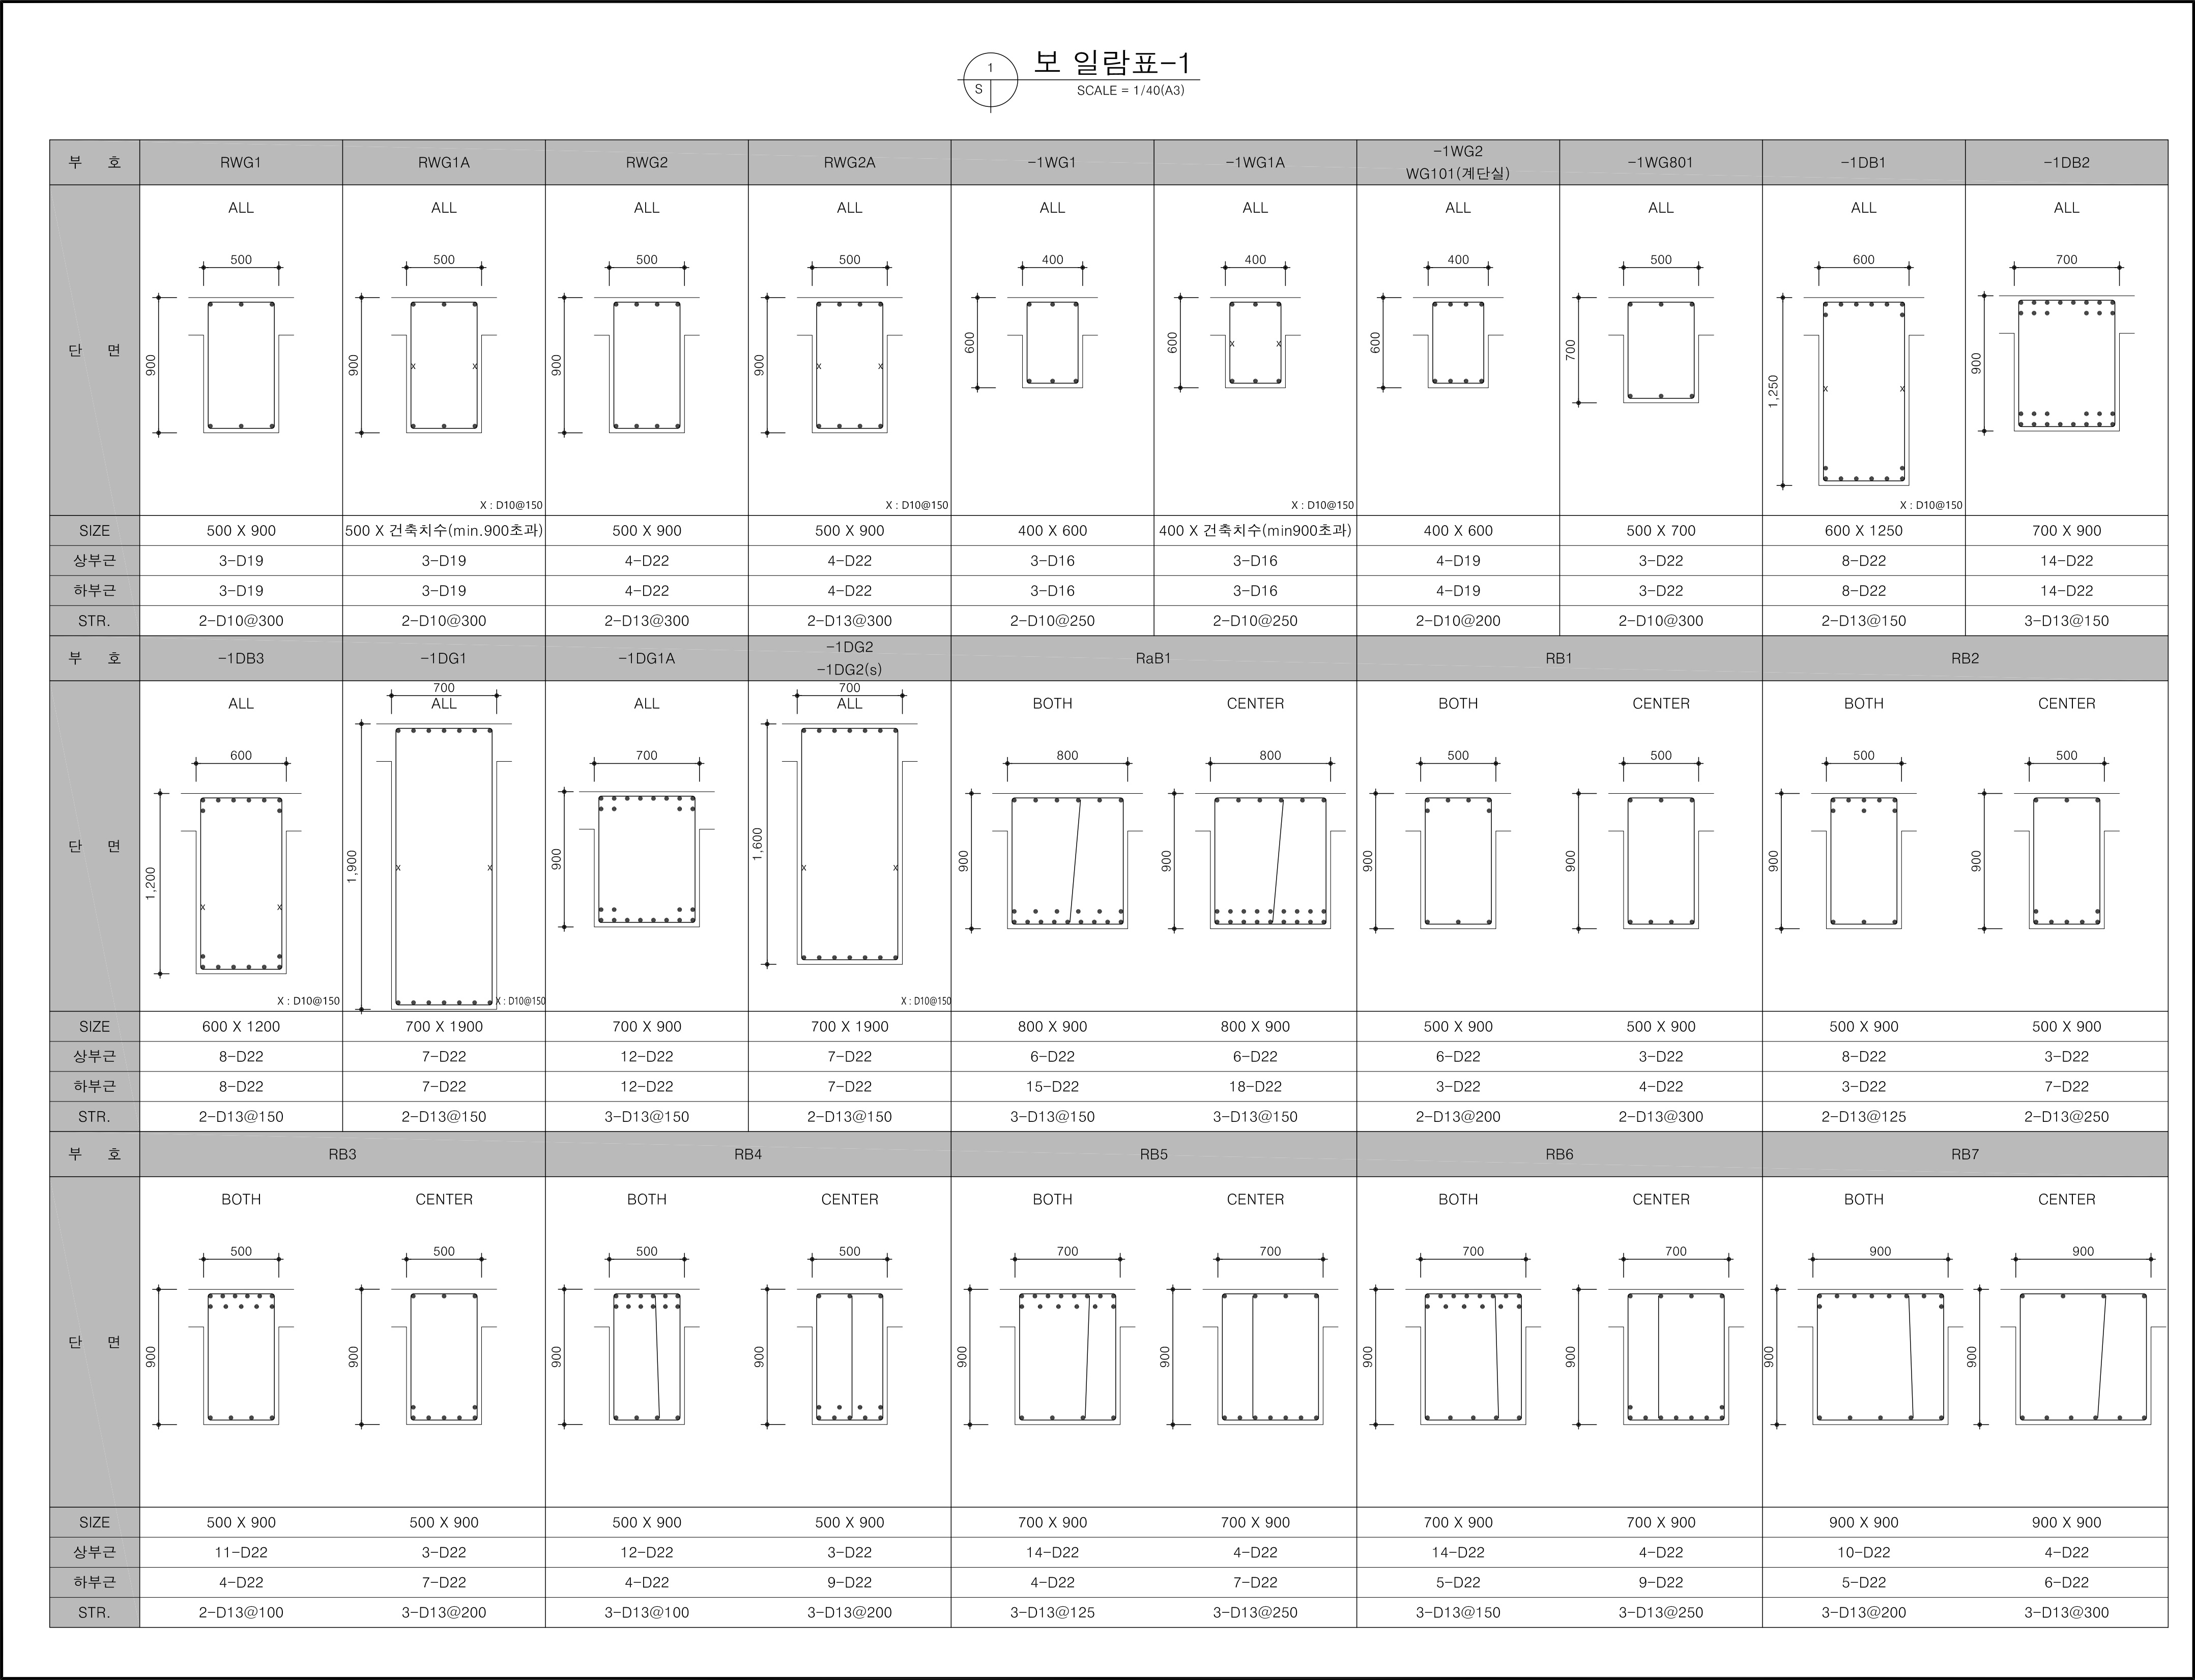 1
S
보 일람표-1
SCALE = 1/40(A3)
부 호 RWG1 RWG1A RWG2 RWG2A -1WG1 -1WG1A -1WG2 -1WG801 -1DB1 -1DB2
WG101(계단실)
단 면
ALL ALL ALL ALL ALL ALL ALL ALL ALL ALL
500 500 500 500 400 400 400 500 600 700
900 900 900 900 600 600 600 700 1,250 900
X : D10@150 X : D10@150 X : D10@150 X : D10@150
SIZE 500 X 900 500 X 건축치수(min.900초과) 500 X 900 500 X 900 400 X 600 400 X 건축치수(min900초과) 400 X 600 500 X 700 600 X 1250 700 X 900
상부근 3-D19 3-D19 4-D22 4-D22 3-D16 3-D16 4-D19 3-D22 8-D22 14-D22
하부근 3-D19 3-D19 4-D22 4-D22 3-D16 3-D16 4-D19 3-D22 8-D22 14-D22
STR. 2-D10@300 2-D10@300 2-D13@300 2-D13@300 2-D10@250 2-D10@250 2-D10@200 2-D10@300 2-D13@150 3-D13@150
부 호 -1DB3 -1DG1 -1DG1A -1DG2 RaB1 RB1 RB2
-1DG2(s)
단 면
ALL ALL ALL ALL BOTH CENTER BOTH CENTER BOTH CENTER
600 700 700 700 800 800 500 500 500 500
1,200 1,900 900 1,600 900 900 900 900 900 900
X : D10@150 X : D10@150 X : D10@150
SIZE 600 X 1200 700 X 1900 700 X 900 700 X 1900 800 X 900 800 X 900 500 X 900 500 X 900 500 X 900 500 X 900
상부근 8-D22 7-D22 12-D22 7-D22 6-D22 6-D22 6-D22 3-D22 8-D22 3-D22
하부근 8-D22 7-D22 12-D22 7-D22 15-D22 18-D22 3-D22 4-D22 3-D22 7-D22
STR. 2-D13@150 2-D13@150 3-D13@150 2-D13@150 3-D13@150 3-D13@150 2-D13@200 2-D13@300 2-D13@125 2-D13@250
부 호 RB3 RB4 RB5 RB6 RB7
단 면
BOTH CENTER BOTH CENTER BOTH CENTER BOTH CENTER BOTH CENTER
500 500 500 500 700 700 700 700 900 900
900 900 900 900 900 900 900 900 900 900
SIZE 500 X 900 500 X 900 500 X 900 500 X 900 700 X 900 700 X 900 700 X 900 700 X 900 900 X 900 900 X 900
상부근 11-D22 3-D22 12-D22 3-D22 14-D22 4-D22 14-D22 4-D22 10-D22 4-D22
하부근 4-D22 7-D22 4-D22 9-D22 4-D22 7-D22 5-D22 9-D22 5-D22 6-D22
STR. 2-D13@100 3-D13@200 3-D13@100 3-D13@200 3-D13@125 3-D13@250 3-D13@150 3-D13@250 3-D13@200 3-D13@300